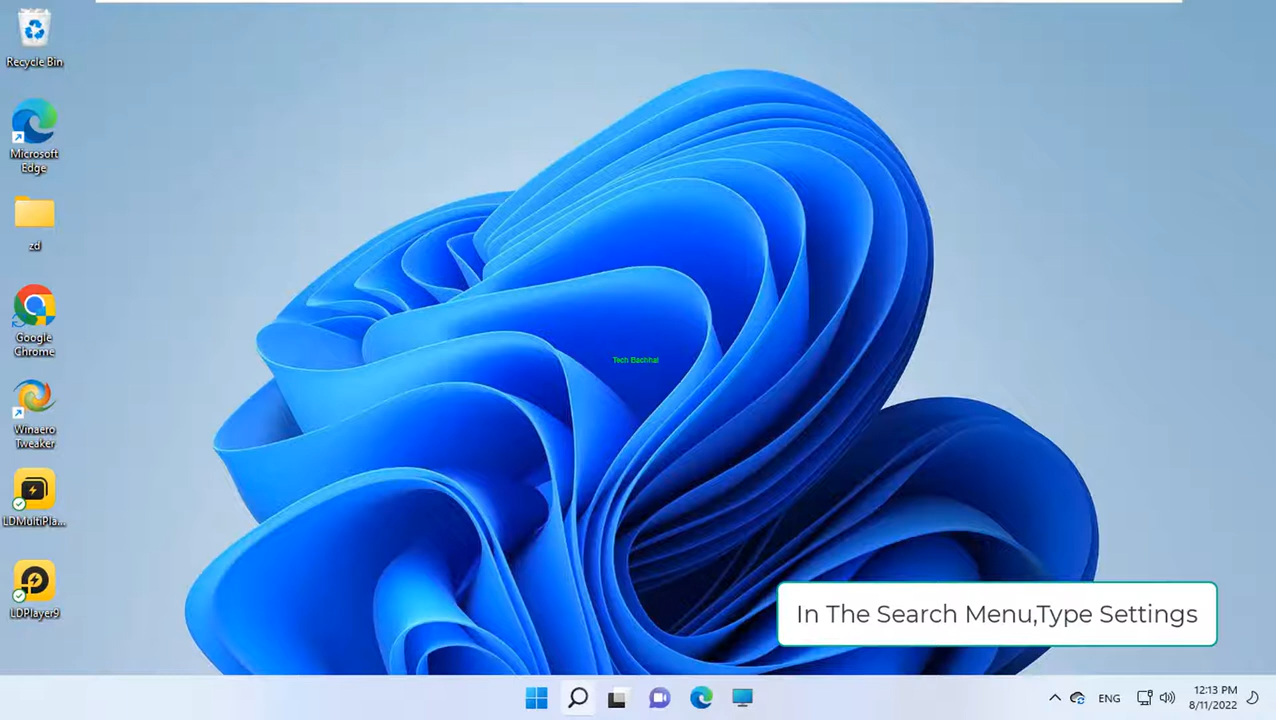 Recycle Bin
Microsoft
Edge
zd
Google
Chrome
Winaero
Tweaker
LDMultiPla...
LDPlayer9
Tech Bachhal
In The Search Menu,Type Settings
ENG
12:13 PM
8/11/2022